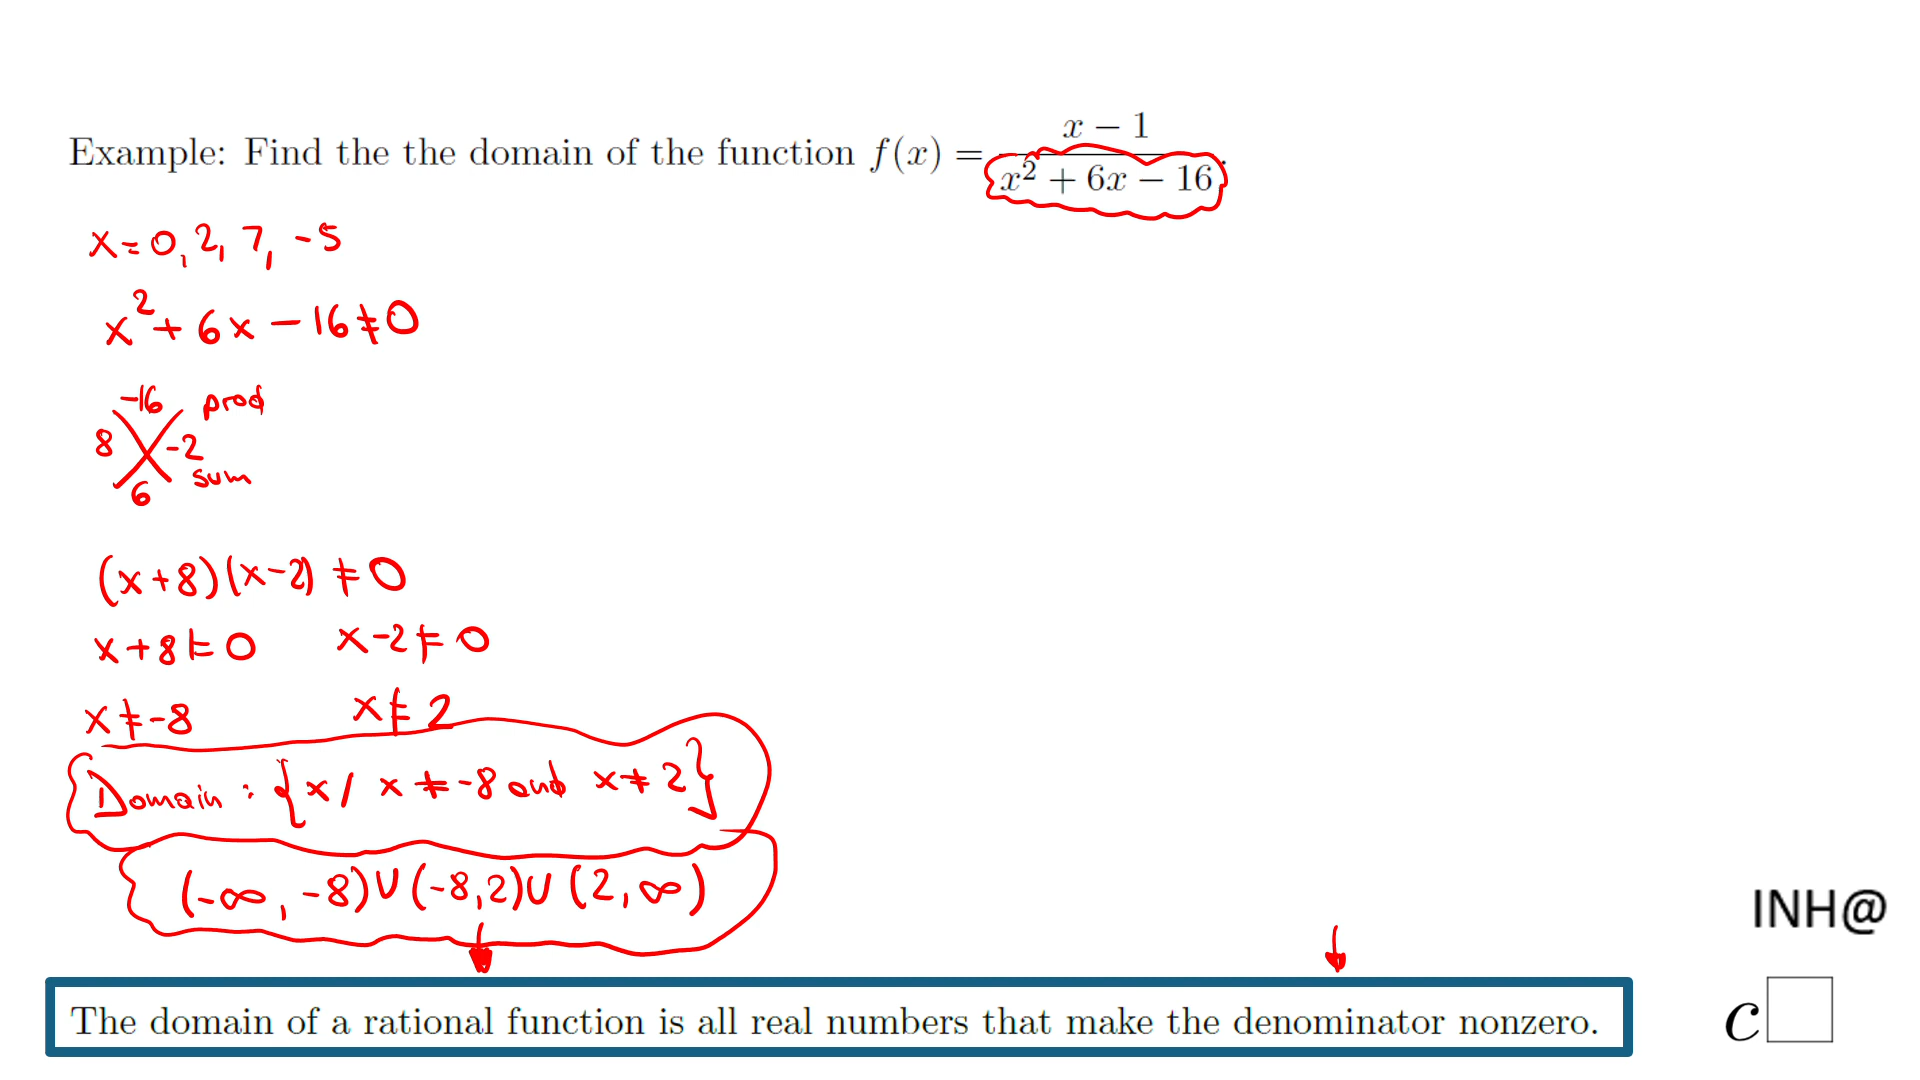 Example: Find the the domain of the function f(x) = \frac{x − 1}{x² + 6x − 16}.
x = 0, 2, 7, -5
x² + 6x − 16 ≠ 0
-16 prod
8 -2
6 sum
(x+8)(x-2) ≠ 0
x+8 ≠ 0 x-2 ≠ 0
x ≠ -8 x ≠ 2
Domain: {x / x ≠ -8 and x ≠ 2}
(-∞, -8) ∪ (-8, 2) ∪ (2, ∞)
INH@
The domain of a rational function is all real numbers that make the denominator nonzero.
c